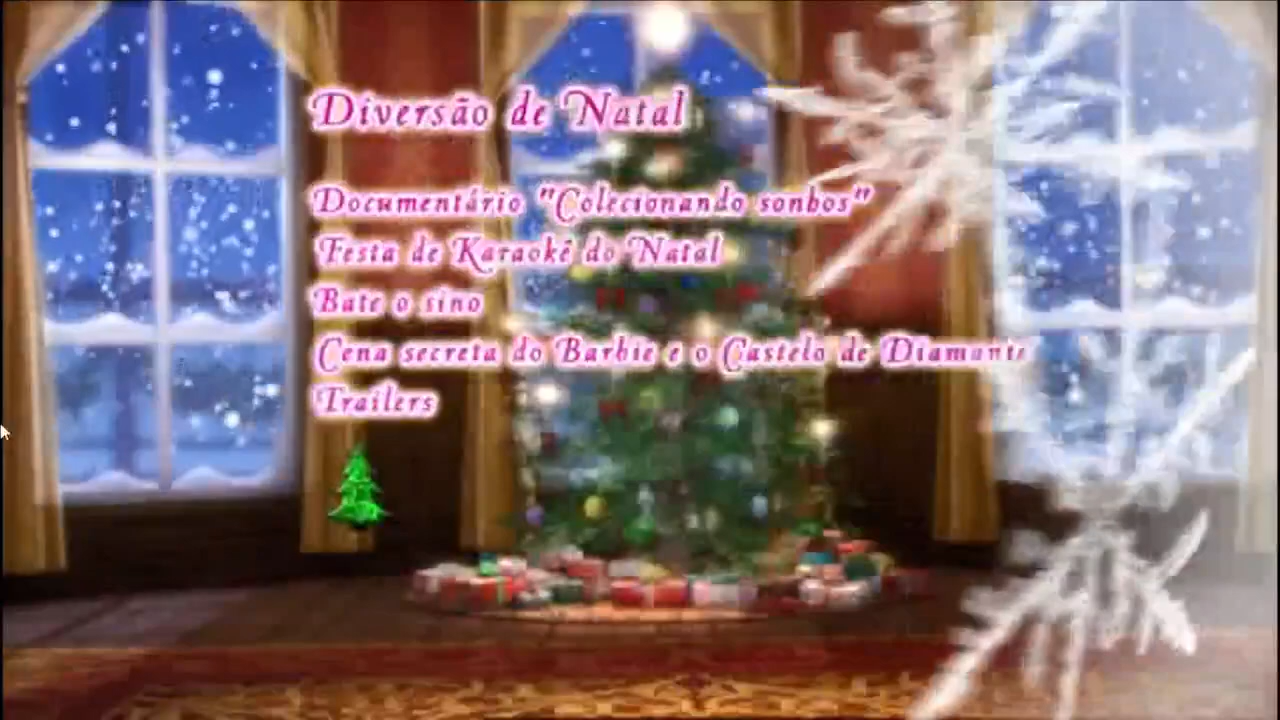 Diversão de Natal
Documentário "Colecionando sonhos"
Festa de Karaokê do Natal
Bate o sino
Cena secreta do Barbie e o Castelo de Diamante
Trailers